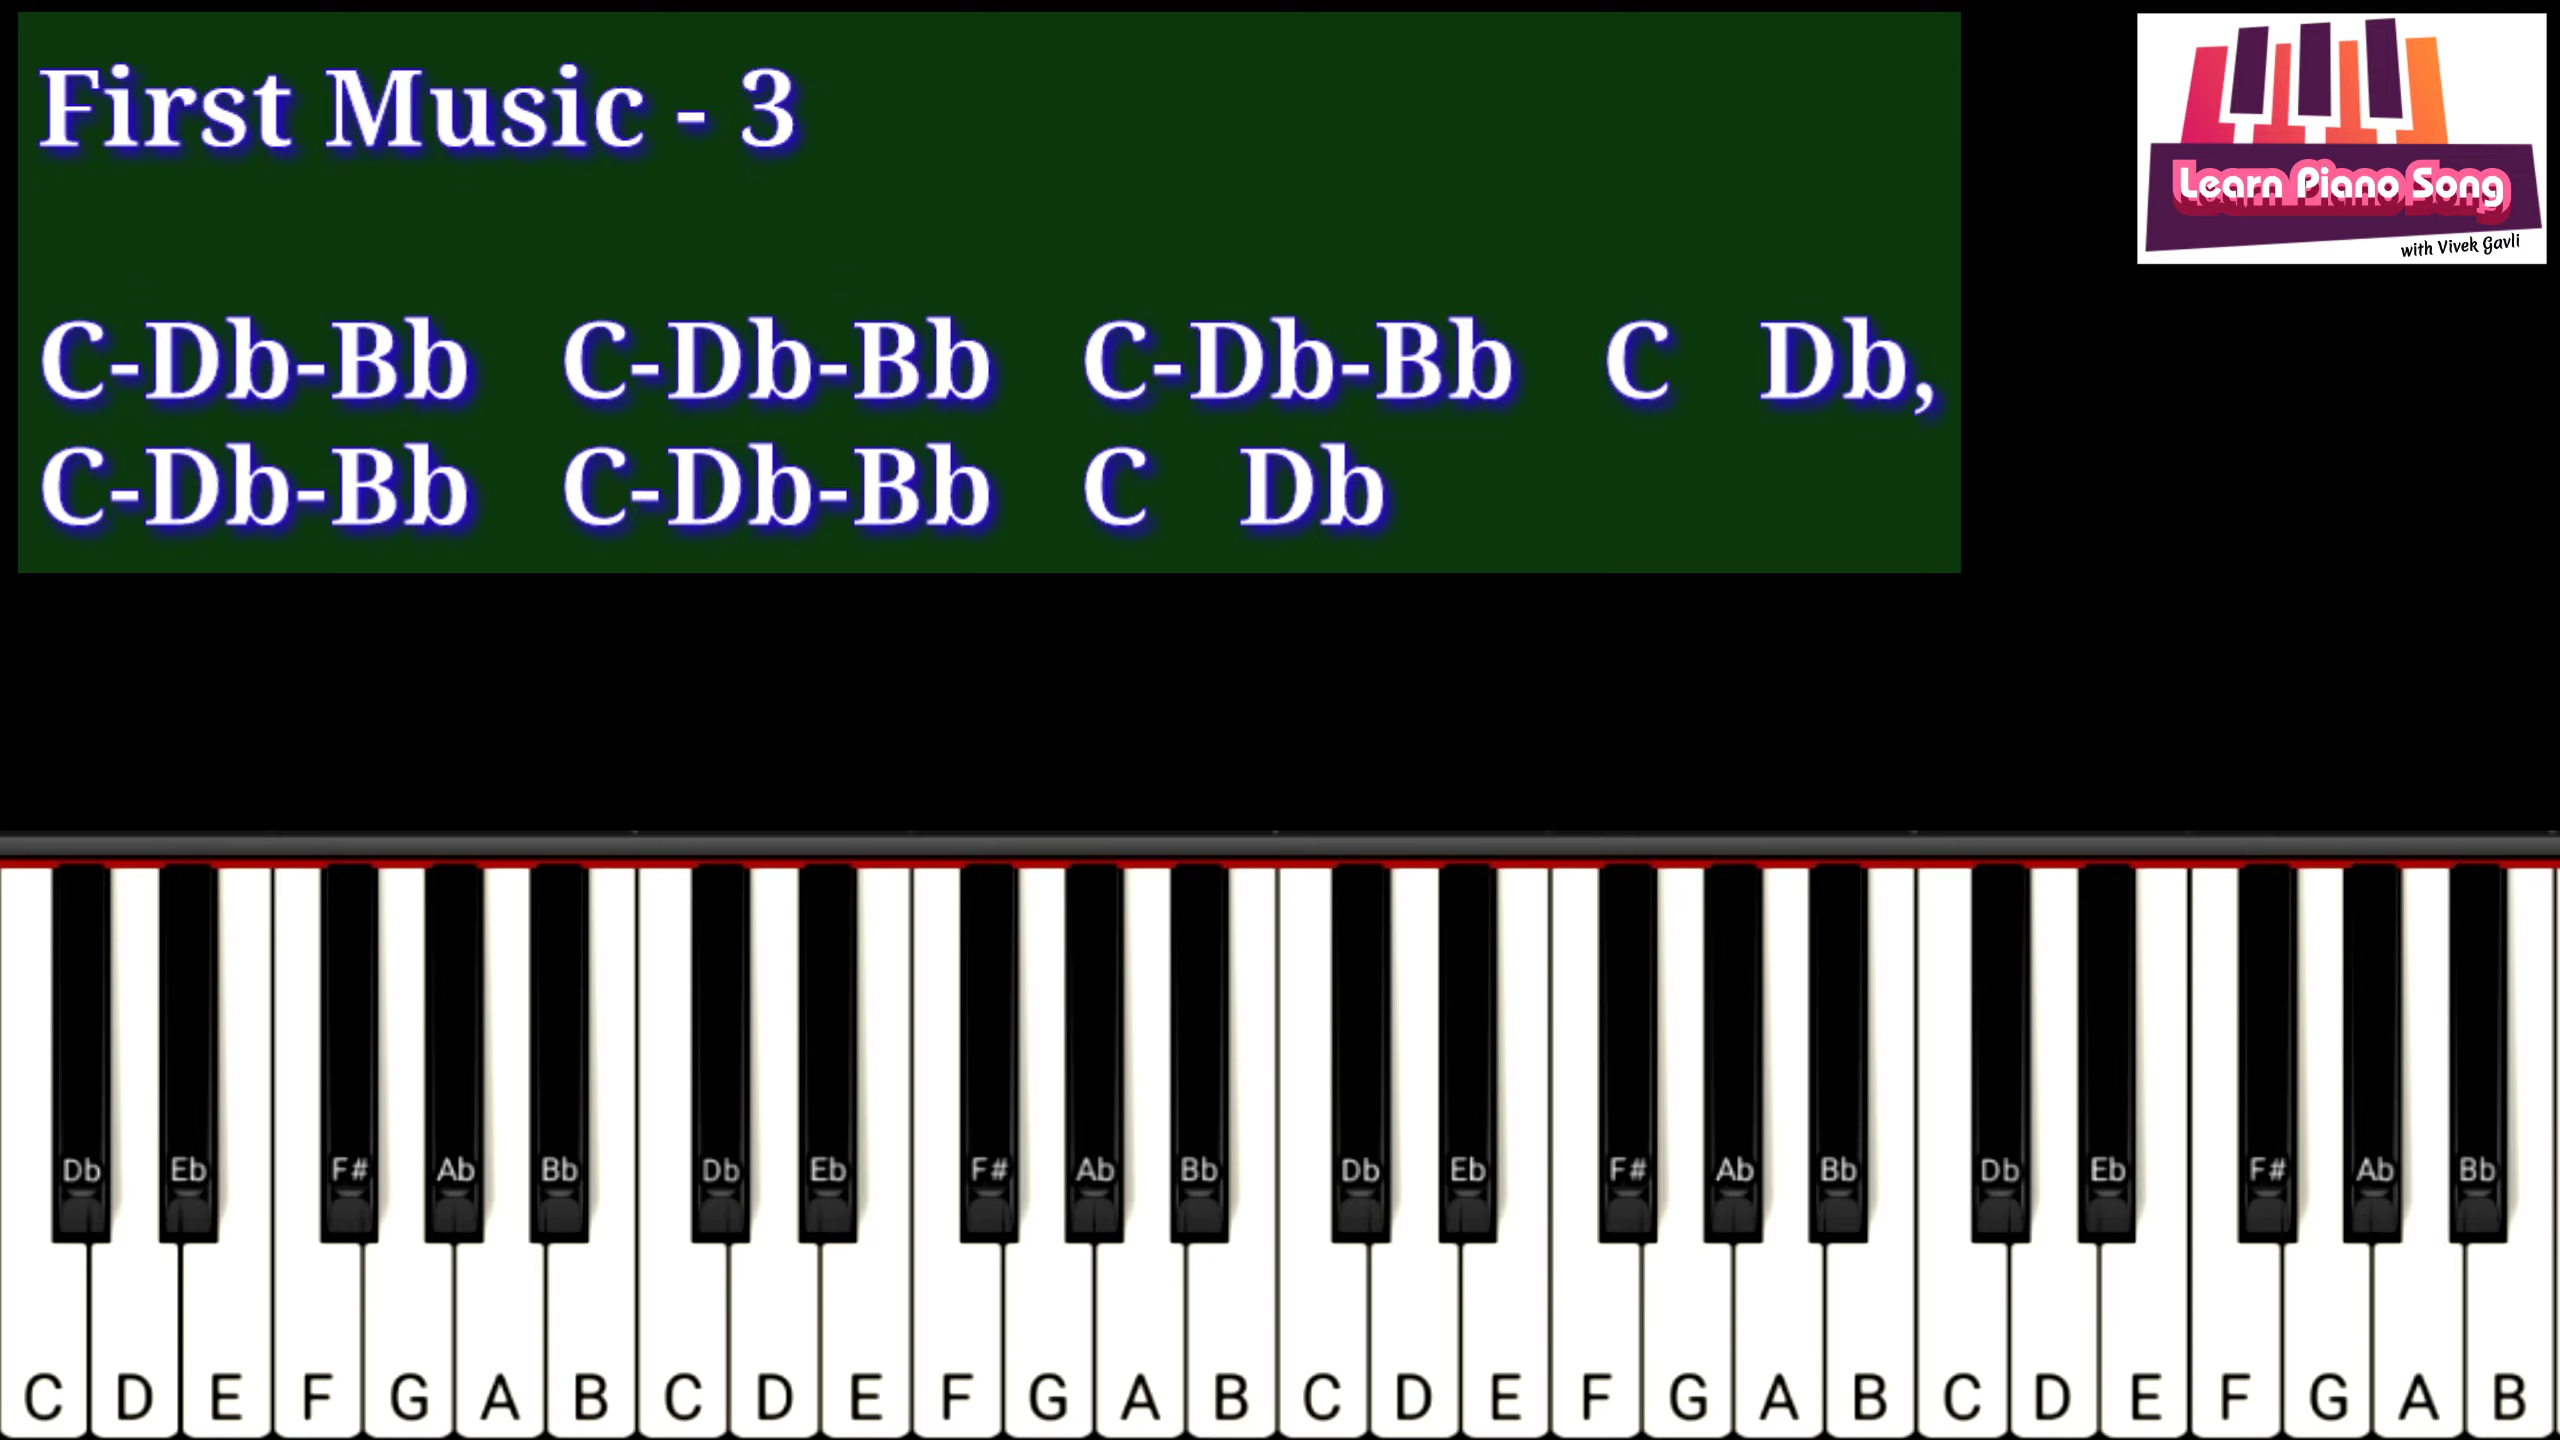 First Music - 3
Learn Piano Song
with Vivek Gavli
C-Db-Bb C-Db-Bb C-Db-Bb C Db,
C-Db-Bb C-Db-Bb C Db
Db Eb F# Ab Bb Db Eb F# Ab Bb Db Eb F# Ab Bb Db Eb F# Ab Bb
C D E F G A B C D E F G A B C D E F G A B C D E F G A B